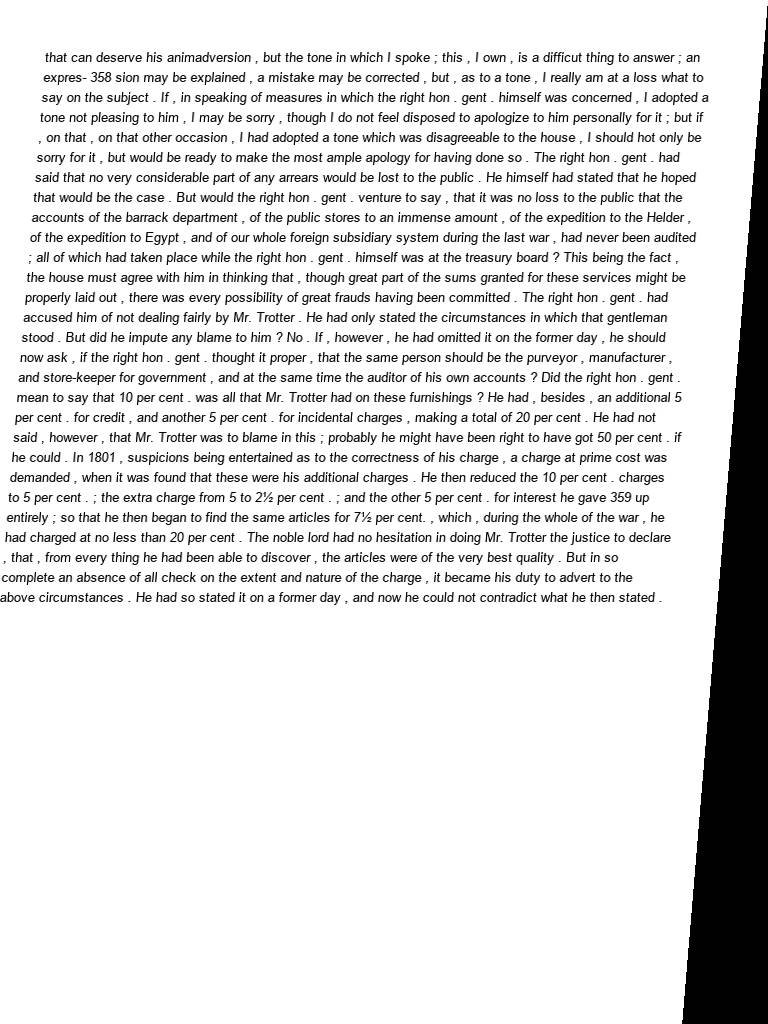 that can deserve his animadversion , but the tone in which I spoke ; this , I own , is a difficut thing to answer ; an
expres- 358 sion may be explained , a mistake may be corrected , but , as to a tone , I really am at a loss what to
say on the subject . If , in speaking of measures in which the right hon . gent . himself was concerned , I adopted a
tone not pleasing to him , I may be sorry , though I do not feel disposed to apologize to him personally for it ; but if
, on that , on that other occasion , I had adopted a tone which was disagreeable to the house , I should not only be
sorry for it , but would be ready to make the most ample apology for having done so . The right hon . gent . had
said that no very considerable part of any arrears would be lost to the public . He himself had stated that he hoped
that would be the case . But would the right hon . gent . venture to say , that it was no loss to the public that the
accounts of the barrack department , of the public stores to an immense amount , of the expedition to the Helder ,
of the expedition to Egypt , and of our whole foreign subsidiary system during the last war , had never been audited
; all of which had taken place while the right hon . gent . himself was at the treasury board ? This being the fact ,
the house must agree with him in thinking that , though great part of the sums granted for these services might be
properly laid out , there was every possibility of great frauds having been committed . The right hon . gent . had
accused him of not dealing fairly by Mr. Trotter . He had only stated the circumstances in which that gentleman
stood . But did he impute any blame to him ? No . If , however , he had omitted it on the former day , he should
now ask , if the right hon . gent . thought it proper , that the same person should be the purveyor , manufacturer ,
and store-keeper for government , and at the same time the auditor of his own accounts ? Did the right hon . gent .
mean to say that 10 per cent . was all that Mr. Trotter had on these furnishings ? He had , besides , an additional 5
per cent . for credit , and another 5 per cent . for incidental charges , making a total of 20 per cent . He had not
said , however , that Mr. Trotter was to blame in this ; probably he might have been right to have got 50 per cent . if
he could . In 1801 , suspicions being entertained as to the correctness of his charge , a charge at prime cost was
demanded , when it was found that these were his additional charges . He then reduced the 10 per cent . charges
to 5 per cent . ; the extra charge from 5 to 2½ per cent . ; and the other 5 per cent . for interest he gave 359 up
entirely ; so that he then began to find the same articles for 7½ per cent. , which , during the whole of the war , he
had charged at no less than 20 per cent . The noble lord had no hesitation in doing Mr. Trotter the justice to declare
, that , from every thing he had been able to discover , the articles were of the very best quality . But in so
complete an absence of all check on the extent and nature of the charge , it became his duty to advert to the
above circumstances . He had so stated it on a former day , and now he could not contradict what he then stated .